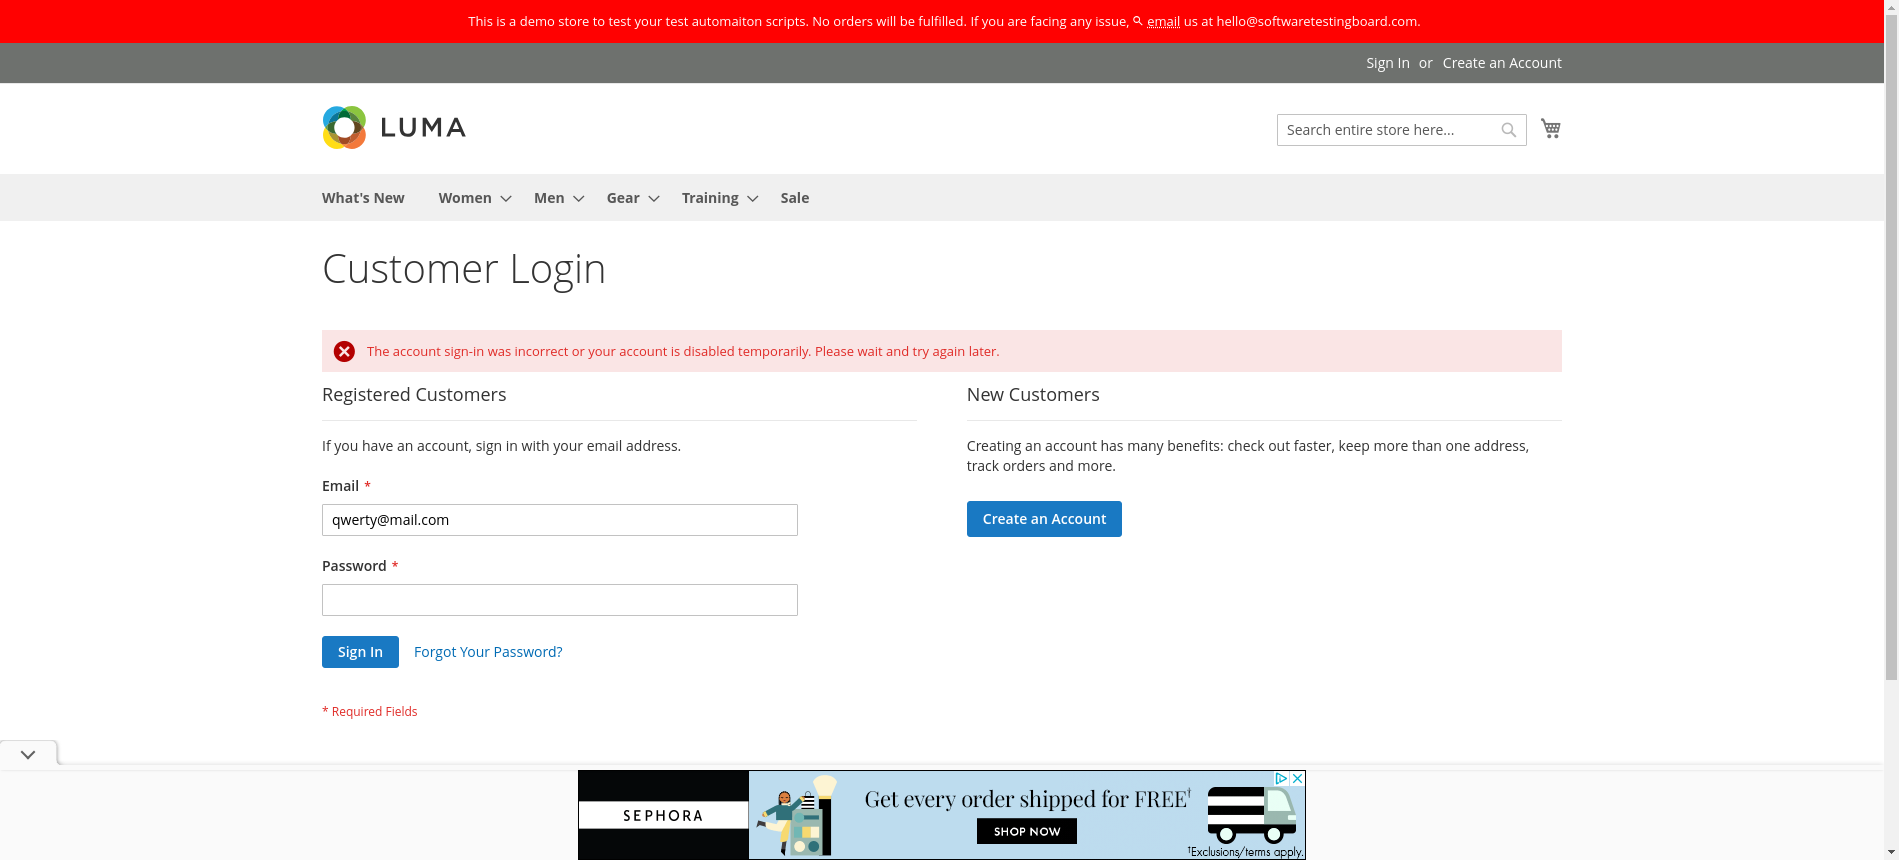 This is a demo store to test your test automaiton scripts. No orders will be fulfilled. If you are facing any issue, email us at hello@softwaretestingboard.com.
Sign In or Create an Account
LUMA
Search entire store here...
What's New Women Men Gear Training Sale
Customer Login
The account sign-in was incorrect or your account is disabled temporarily. Please wait and try again later.
Registered Customers
If you have an account, sign in with your email address.
Email *
qwerty@mail.com
Password *
Sign In Forgot Your Password?
* Required Fields
New Customers
Creating an account has many benefits: check out faster, keep more than one address,
track orders and more.
Create an Account
SEPHORA
Get every order shipped for FREE†
SHOP NOW
†Exclusions/terms apply.